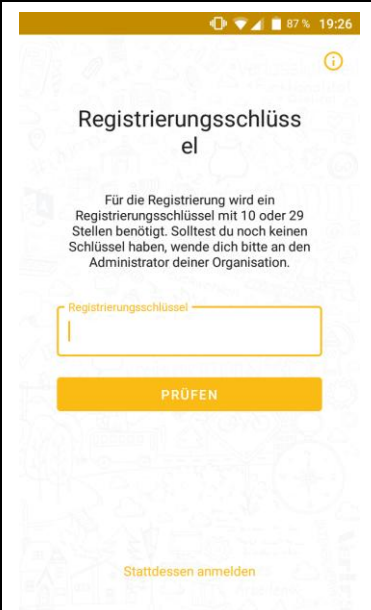 87 % 19:26
Registrierungsschlüss
el
Für die Registrierung wird ein
Registrierungsschlüssel mit 10 oder 29
Stellen benötigt. Solltest du noch keinen
Schlüssel haben, wende dich bitte an den
Administrator deiner Organisation.
Registrierungsschlüssel
PRÜFEN
Stattdessen anmelden